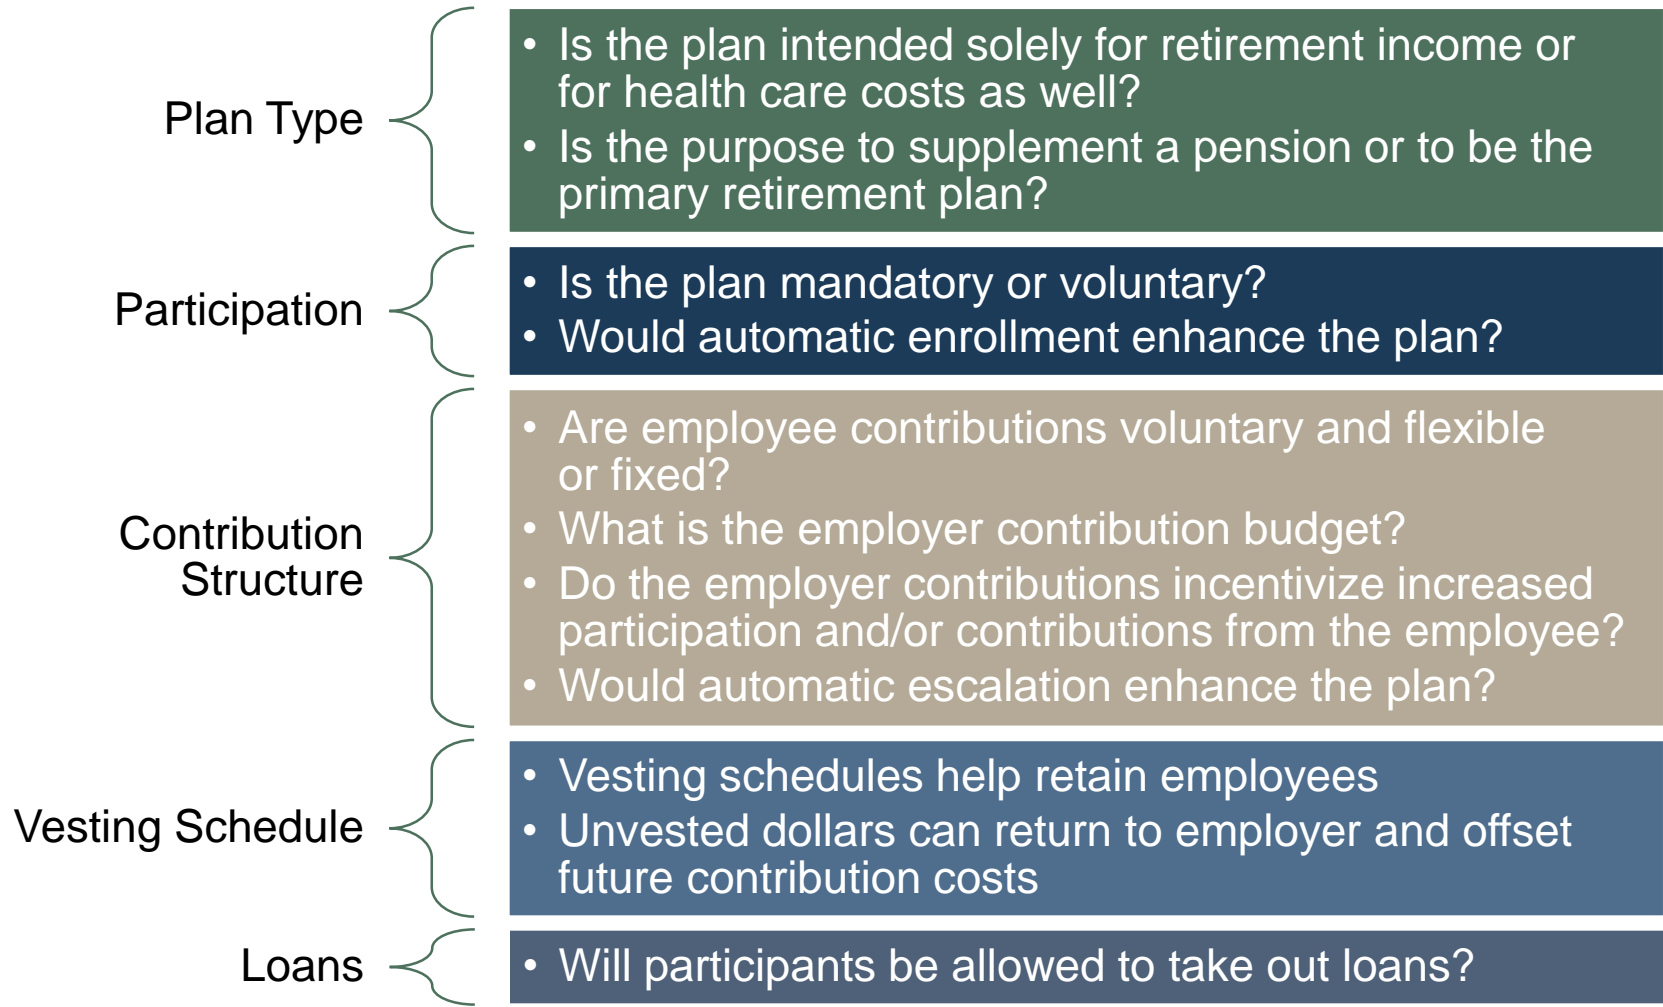 Plan Type
• Is the plan intended solely for retirement income or
for health care costs as well?
• Is the purpose to supplement a pension or to be the
primary retirement plan?
Participation
• Is the plan mandatory or voluntary?
• Would automatic enrollment enhance the plan?
Contribution
Structure
• Are employee contributions voluntary and flexible
or fixed?
• What is the employer contribution budget?
• Do the employer contributions incentivize increased
participation and/or contributions from the employee?
• Would automatic escalation enhance the plan?
Vesting Schedule
• Vesting schedules help retain employees
• Unvested dollars can return to employer and offset
future contribution costs
Loans
• Will participants be allowed to take out loans?